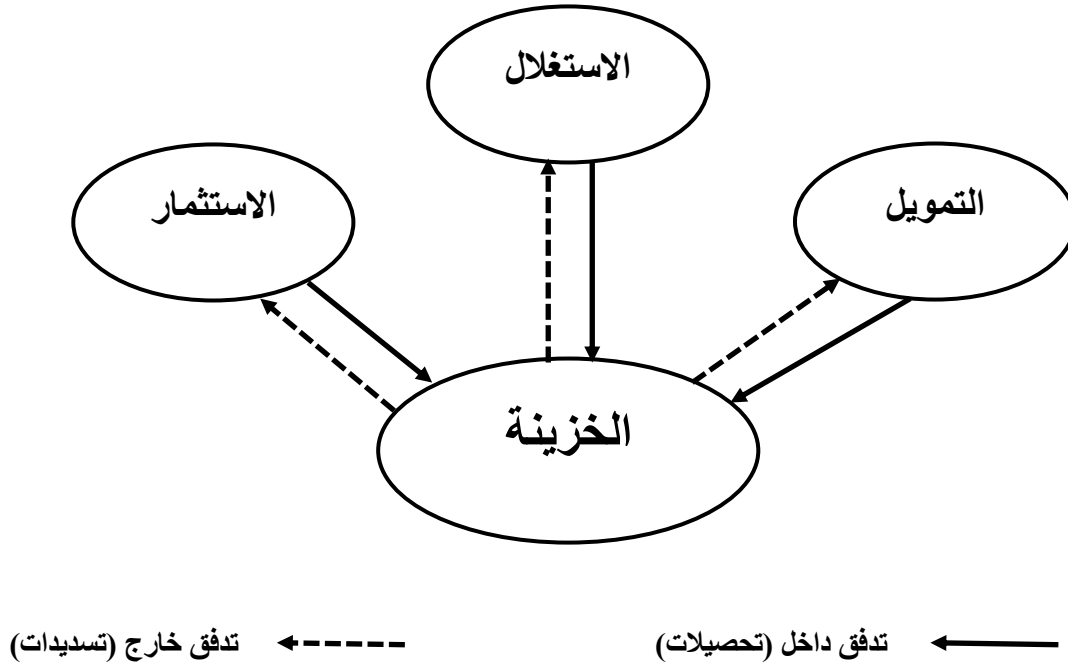 الاستغلال
التمويل
الاستثمار
الخزينة
تدفق داخل (تحصيلات)
تدفق خارج (تسديدات)